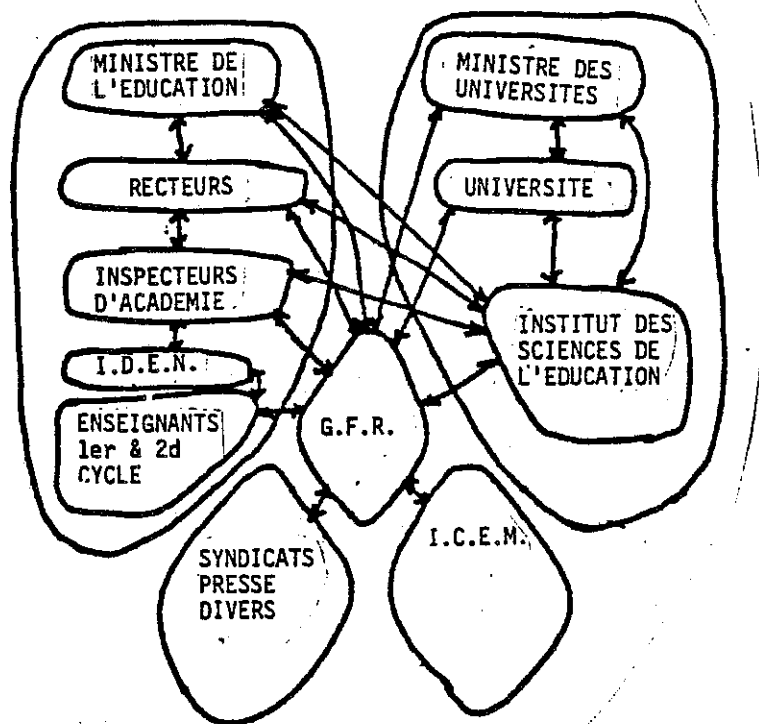 MINISTRE DE
L'EDUCATION
RECTEURS
INSPECTEURS
D'ACADEMIE.
I.D.E.N.
ENSEIGNANTS
1er & 2d
CYCLE
MINISTRE DES
UNIVERSITES
UNIVERSITE
INSTITUT DES
SCIENCES DE
L'EDUCATION
G.F.R.
SYNDICATS
PRESSE
DIVERS
I.C.E.M.